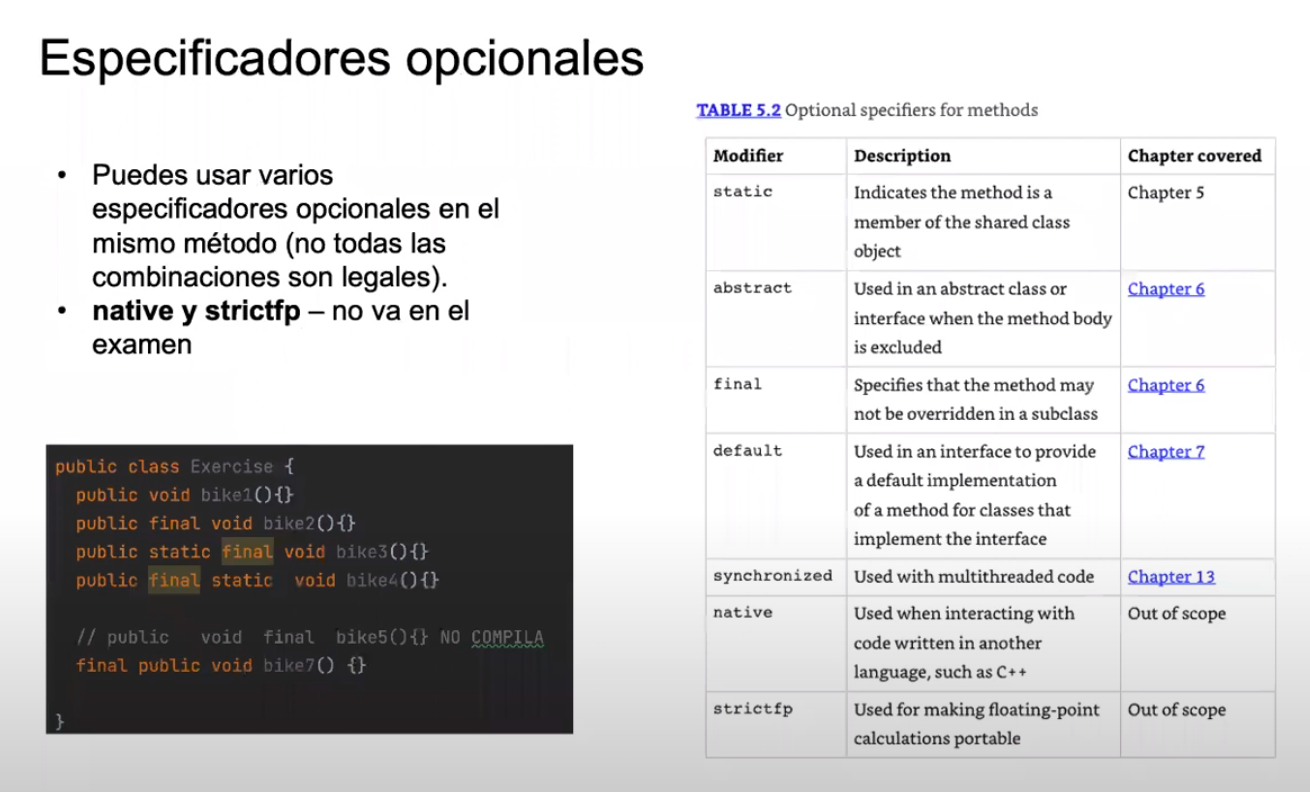 Especificadores opcionales
• Puedes usar varios
especificadores opcionales en el
mismo método (no todas las
combinaciones son legales).
• native y strictfp – no va en el
examen
public class Exercise {
public void bike1(){}
public final void bike2(){}
public static final void bike3(){}
public final static  void bike4(){}
// public   void  final  bike5(){} NO COMPILA
final public void bike7() {}
}
TABLE 5.2 Optional specifiers for methods
Modifier Description Chapter covered
static Indicates the method is a Chapter 5
member of the shared class
object
abstract Used in an abstract class or Chapter 6
interface when the method body
is excluded
final Specifies that the method may Chapter 6
not be overridden in a subclass
default Used in an interface to provide Chapter 7
a default implementation
of a method for classes that
implement the interface
synchronized Used with multithreaded code Chapter 13
native Used when interacting with Out of scope
code written in another
language, such as C++
strictfp Used for making floating-point Out of scope
calculations portable